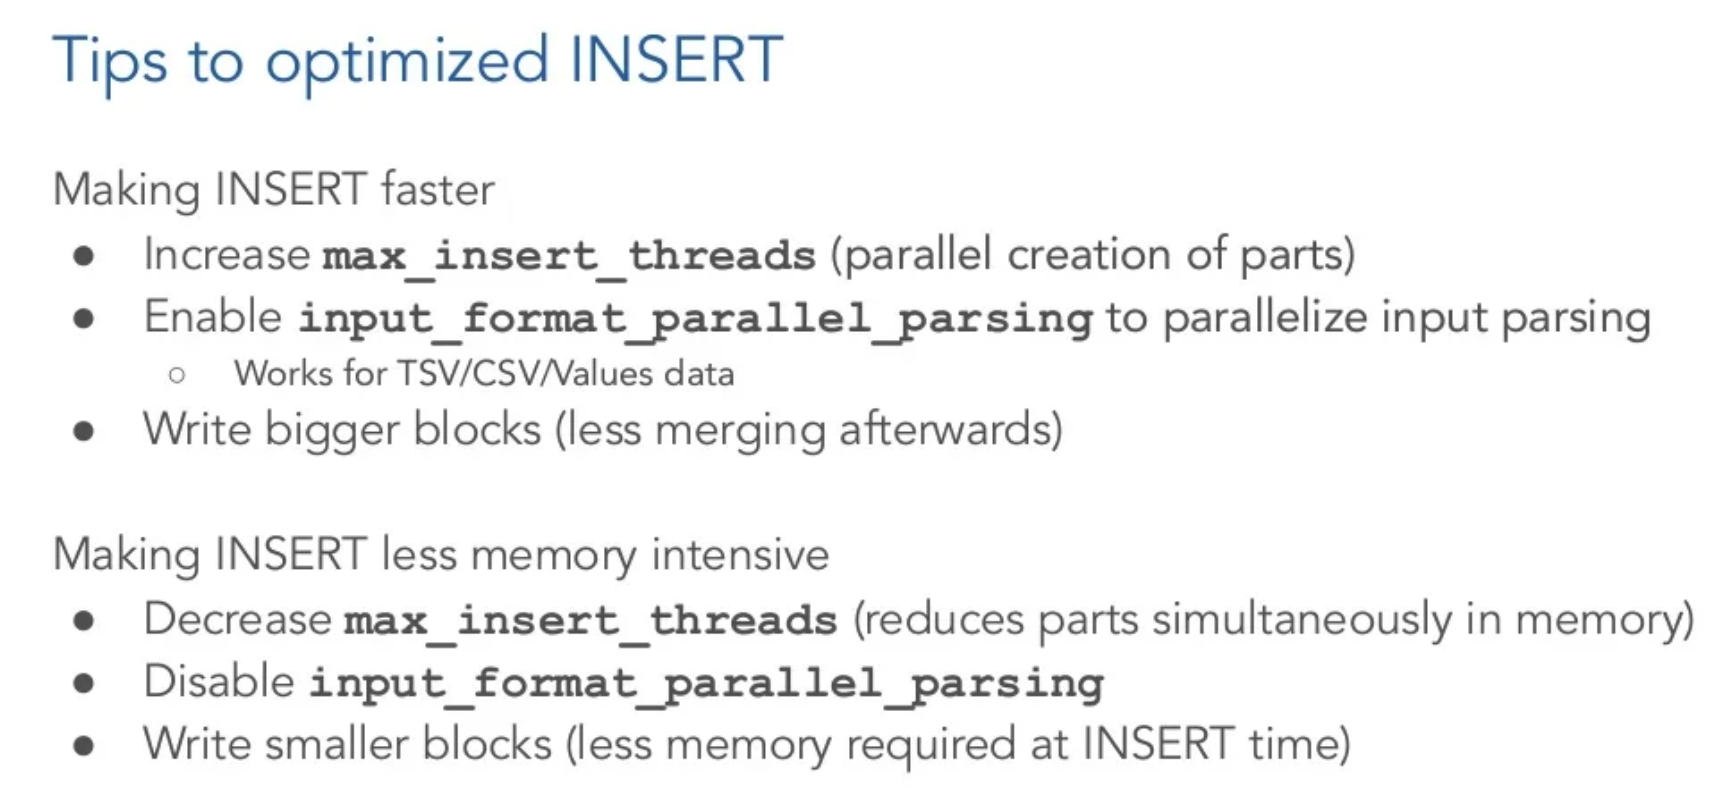 Tips to optimized INSERT
Making INSERT faster
● Increase max_insert_threads (parallel creation of parts)
● Enable input_format_parallel_parsing to parallelize input parsing
○ Works for TSV/CSV/Values data
● Write bigger blocks (less merging afterwards)
Making INSERT less memory intensive
● Decrease max_insert_threads (reduces parts simultaneously in memory)
● Disable input_format_parallel_parsing
● Write smaller blocks (less memory required at INSERT time)